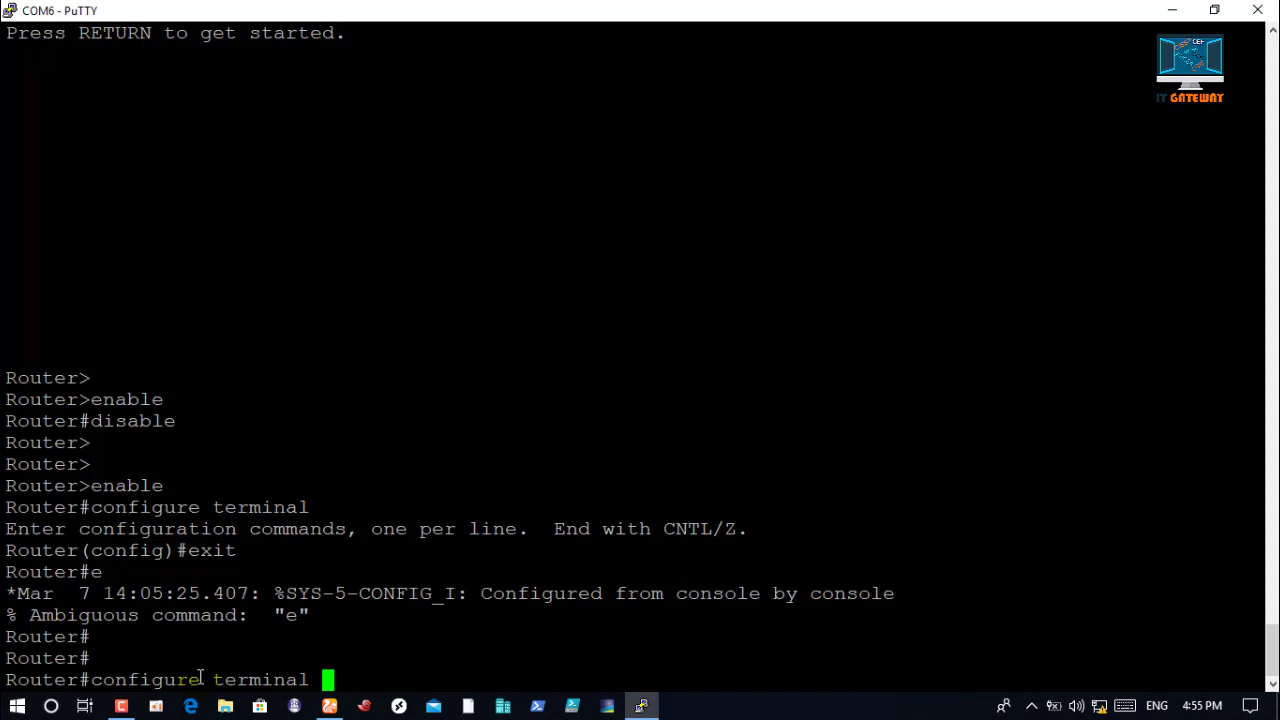 COM6 - PuTTY
Press RETURN to get started.
CEF
IT GATEWAY
Router>
Router>enable
Router#disable
Router>
Router>
Router>enable
Router#configure terminal
Enter configuration commands, one per line.  End with CNTL/Z.
Router(config)#exit
Router#e
*Mar  7 14:05:25.407: %SYS-5-CONFIG_I: Configured from console by console
% Ambiguous command:  "e"
Router#
Router#
Router#configure terminal
ENG
4:55 PM